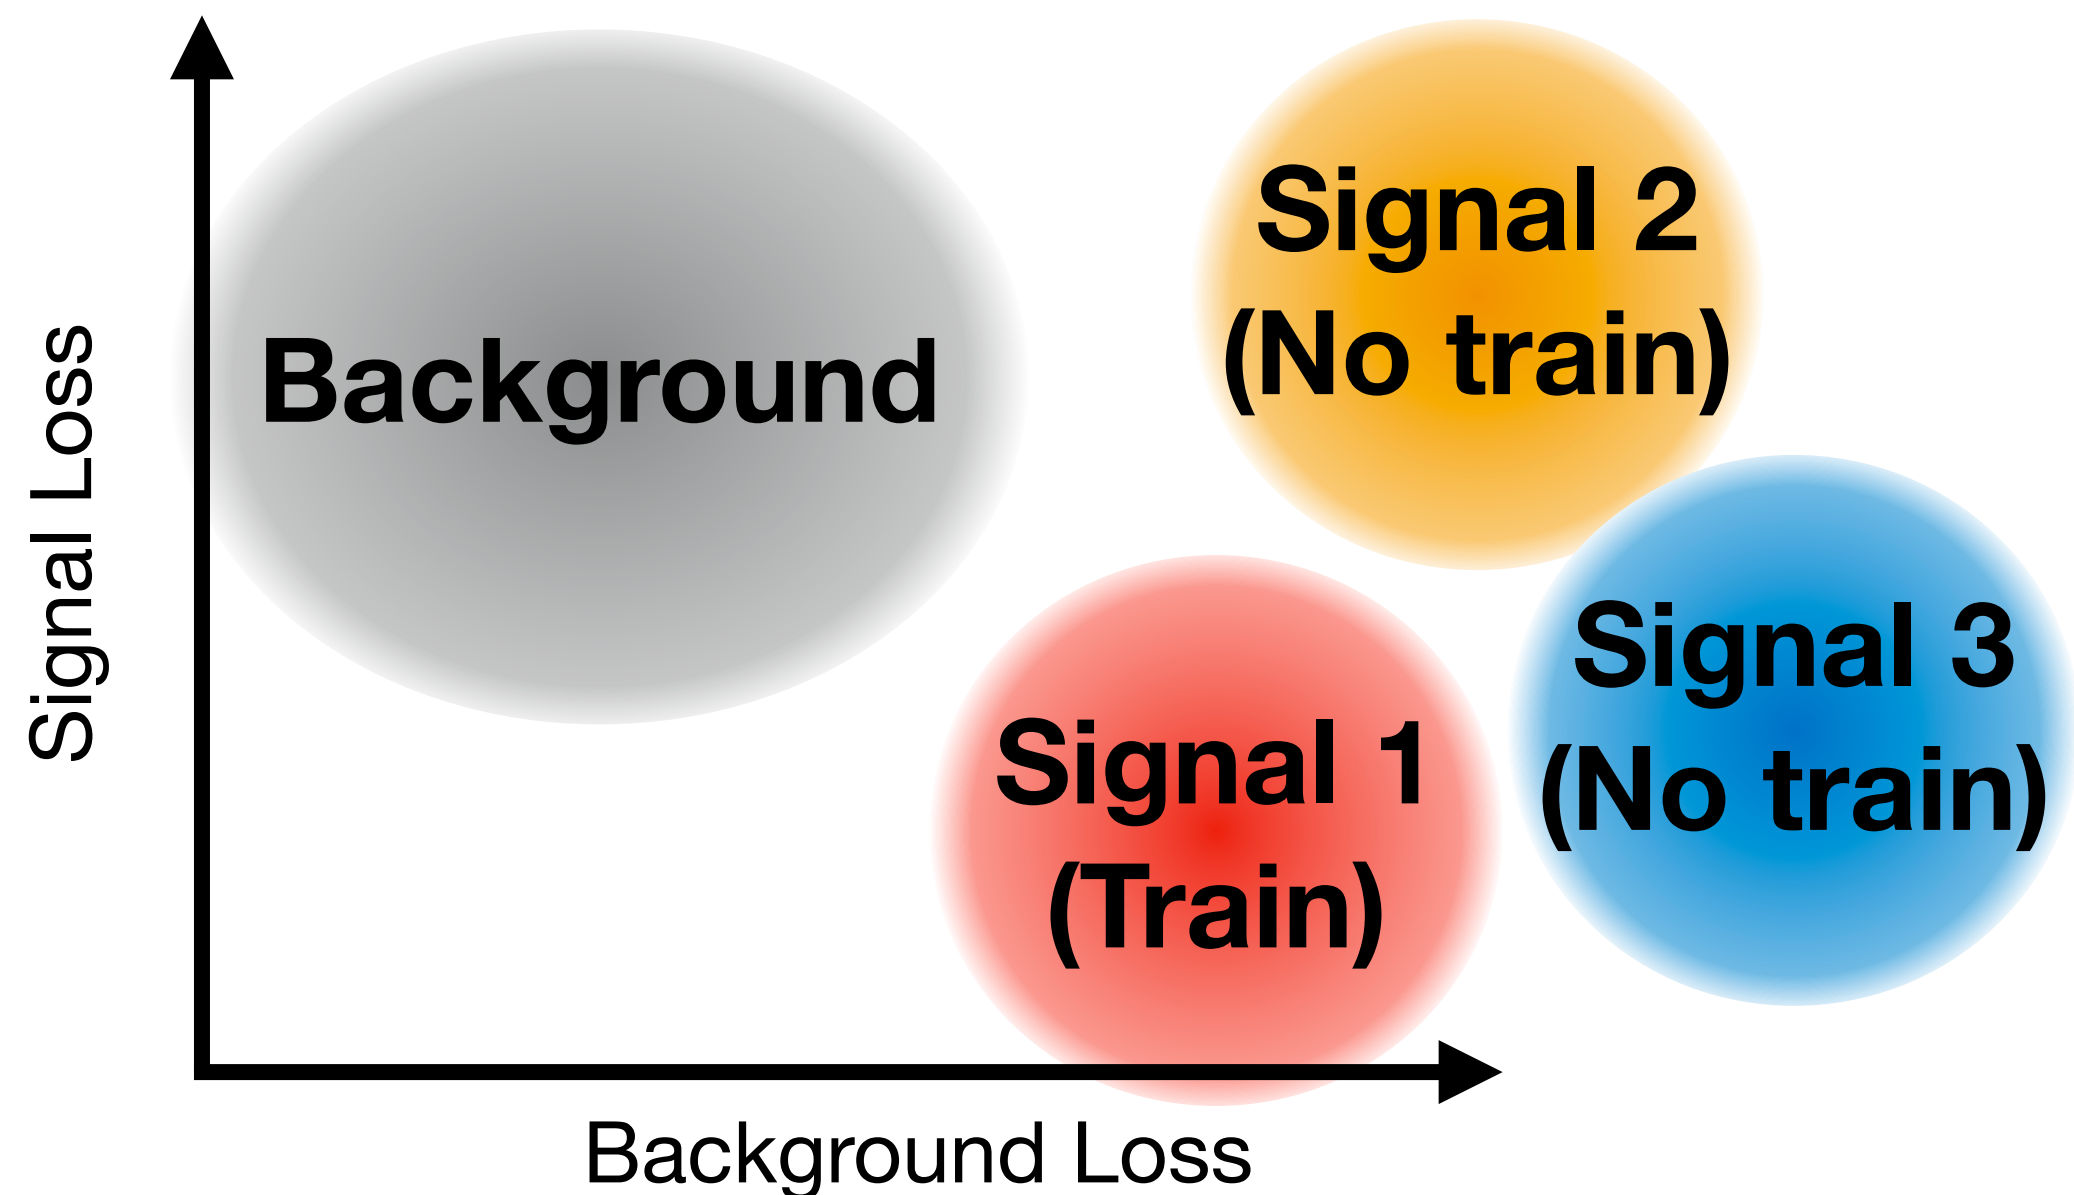 Signal Loss
Background
Signal 2
(No train)
Signal 3
(No train)
Signal 1
(Train)
Background Loss